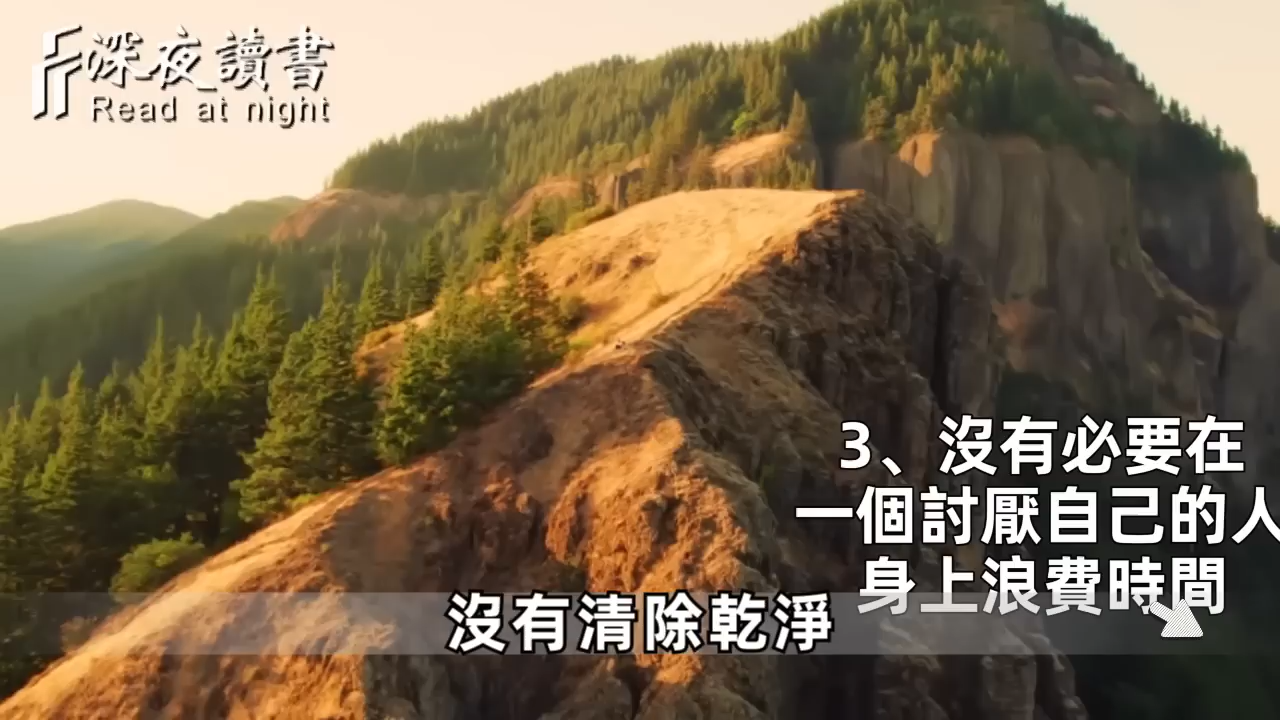 深夜讀書
Read at night
3、沒有必要在
一個討厭自己的人
身上浪費時間
沒有清除乾淨